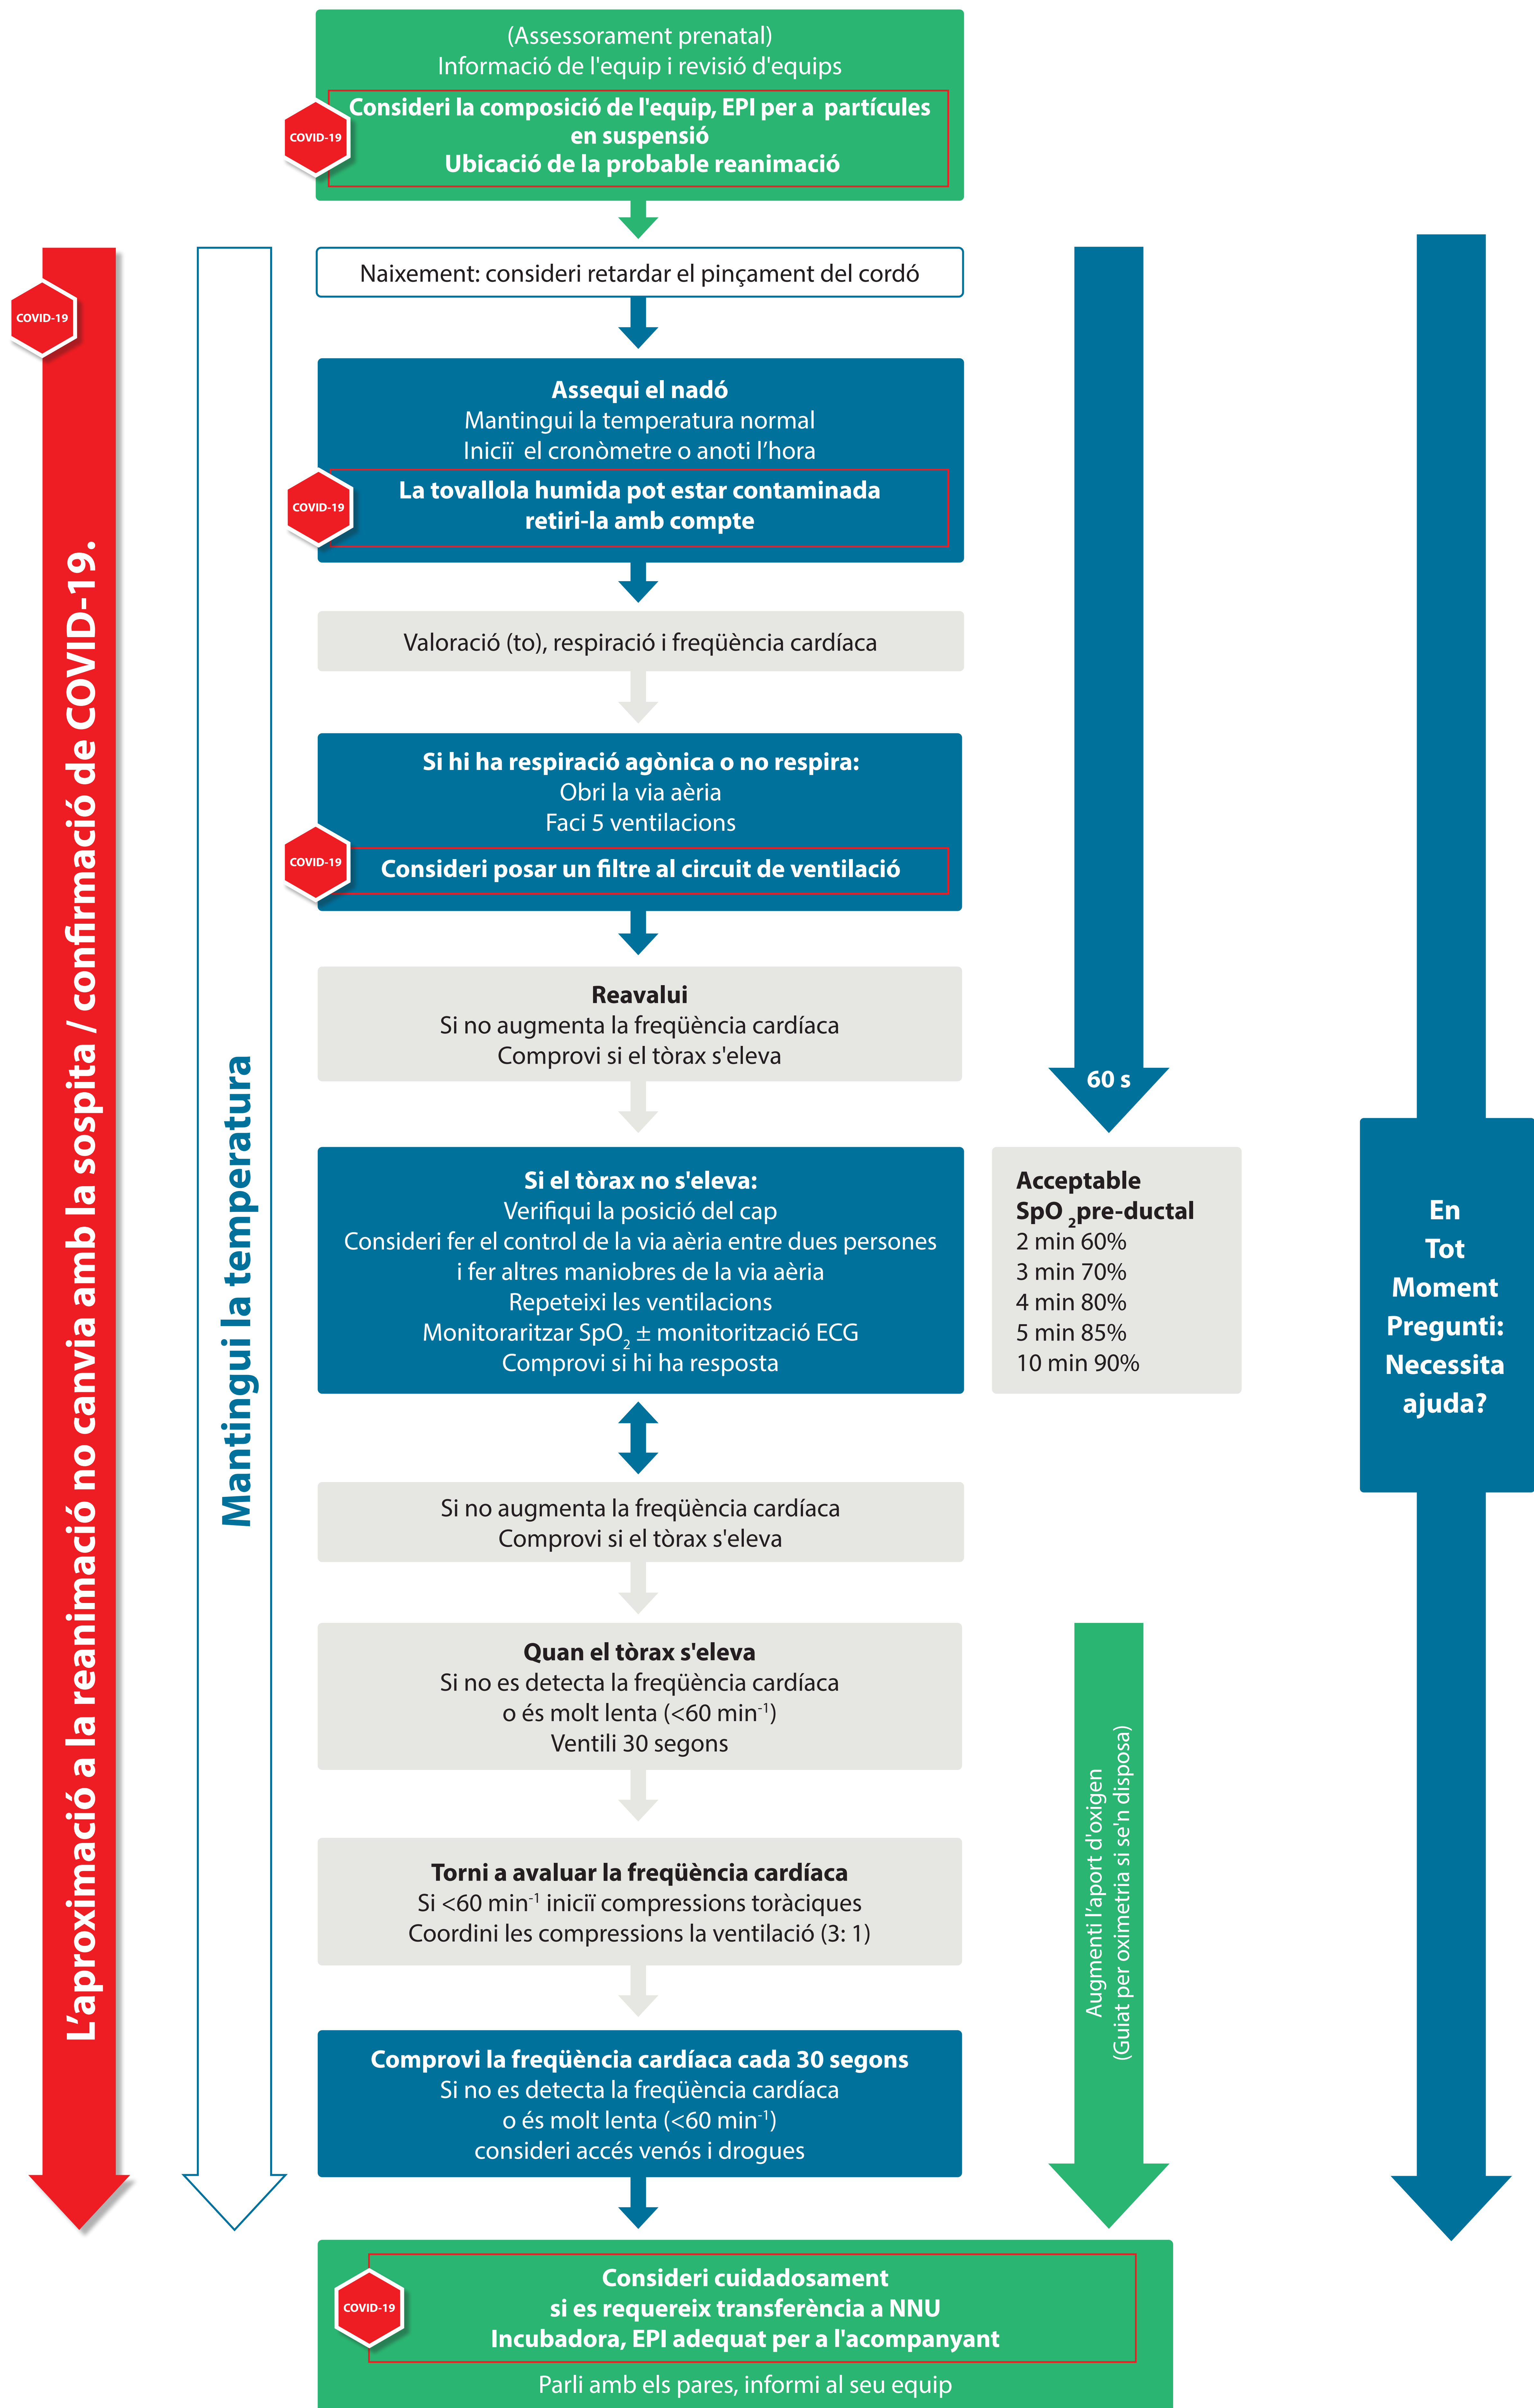 (Assessorament prenatal)
Informació de l'equip i revisió d'equips
COVID-19
Consideri la composició de l'equip, EPI per a partícules
en suspensió
Ubicació de la probable reanimació
COVID-19
L’aproximació a la reanimació no canvia amb la sospita / confirmació de COVID-19.
Mantingui la temperatura
Naixement: consideri retardar el pinçament del cordó
Assequi el nadó
Mantingui la temperatura normal
Iniciï el cronòmetre o anoti l’hora
COVID-19
La tovallola humida pot estar contaminada
retiri-la amb compte
Valoració (to), respiració i freqüència cardíaca
Si hi ha respiració agònica o no respira:
Obri la via aèria
Faci 5 ventilacions
COVID-19
Consideri posar un filtre al circuit de ventilació
Reavalui
Si no augmenta la freqüència cardíaca
Comprovi si el tòrax s'eleva
60 s
Si el tòrax no s'eleva:
Verifiqui la posició del cap
Consideri fer el control de la via aèria entre dues persones
i fer altres maniobres de la via aèria
Repeteixi les ventilacions
Monitoraritzar SpO₂ ± monitorització ECG
Comprovi si hi ha resposta
Acceptable
SpO ₂pre-ductal
2 min 60%
3 min 70%
4 min 80%
5 min 85%
10 min 90%
En
Tot
Moment
Pregunti:
Necessita
ajuda?
Si no augmenta la freqüència cardíaca
Comprovi si el tòrax s'eleva
Quan el tòrax s'eleva
Si no es detecta la freqüència cardíaca
o és molt lenta (<60 min⁻¹)
Ventili 30 segons
Torni a avaluar la freqüència cardíaca
Si <60 min⁻¹ iniciï compressions toràciques
Coordini les compressions la ventilació (3: 1)
Augmenti l’aport d'oxigen
(Guiat per oximetria si se'n disposa)
Comprovi la freqüència cardíaca cada 30 segons
Si no es detecta la freqüència cardíaca
o és molt lenta (<60 min⁻¹)
consideri accés venós i drogues
COVID-19
Consideri cuidadosament
si es requereix transferència a NNU
Incubadora, EPI adequat per a l'acompanyant
Parli amb els pares, informi al seu equip